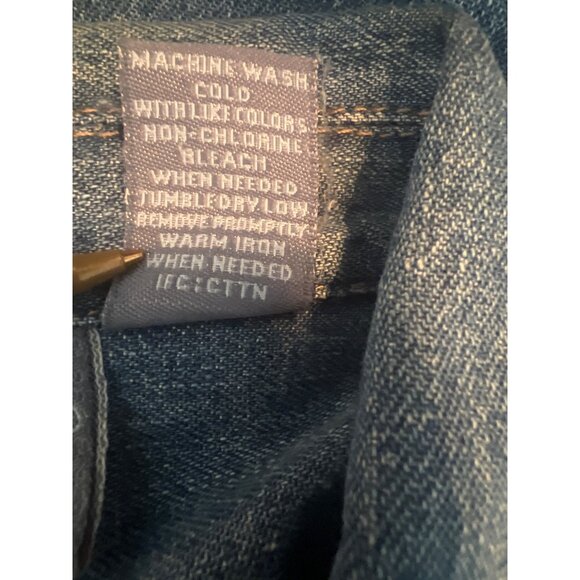 MACHINE WASH
COLD
WITH LIKE COLORS
NON-CHLORINE
BLEACH
WHEN NEEDED
TUMBLE DRY LOW
REMOVE PROMPTLY
WARM IRON
WHEN NEEDED
IFC:CTTN